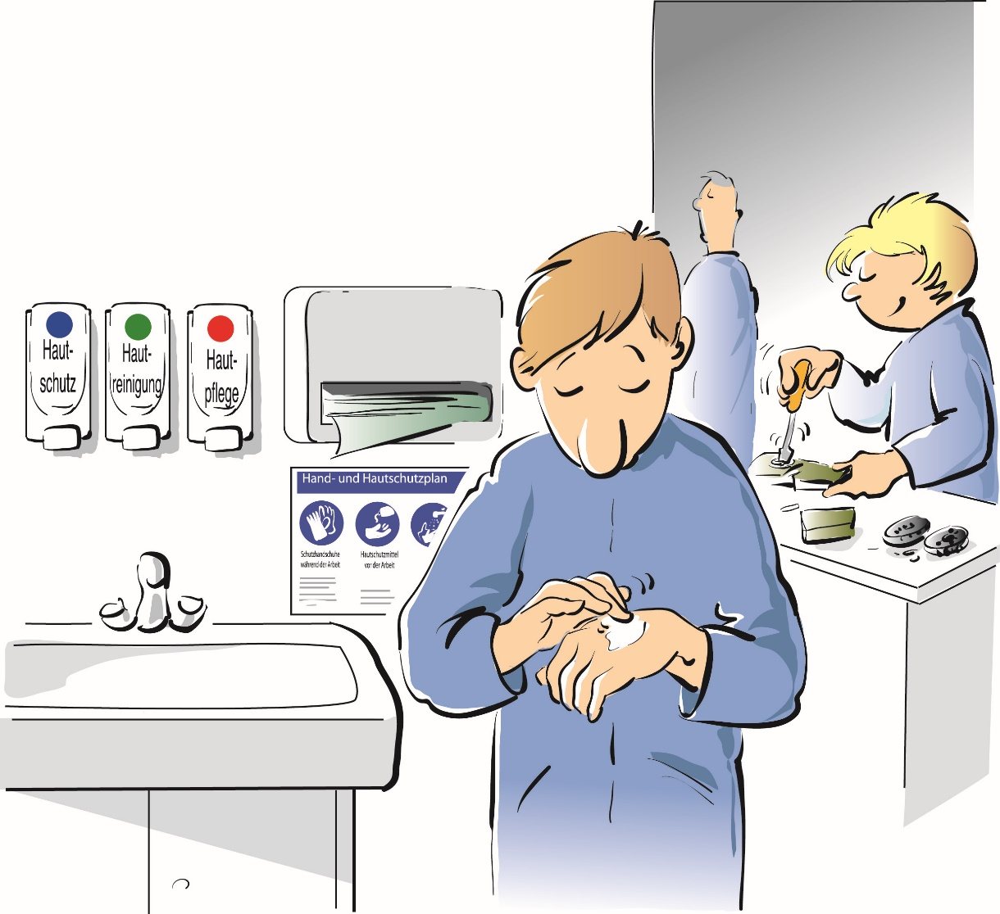 Haut-
schutz
Haut-
reinigung
Haut-
pflege
Hand- und Hautschutzplan
Schutzhandschuhe
während der Arbeit
Hautschutzmittel
vor der Arbeit